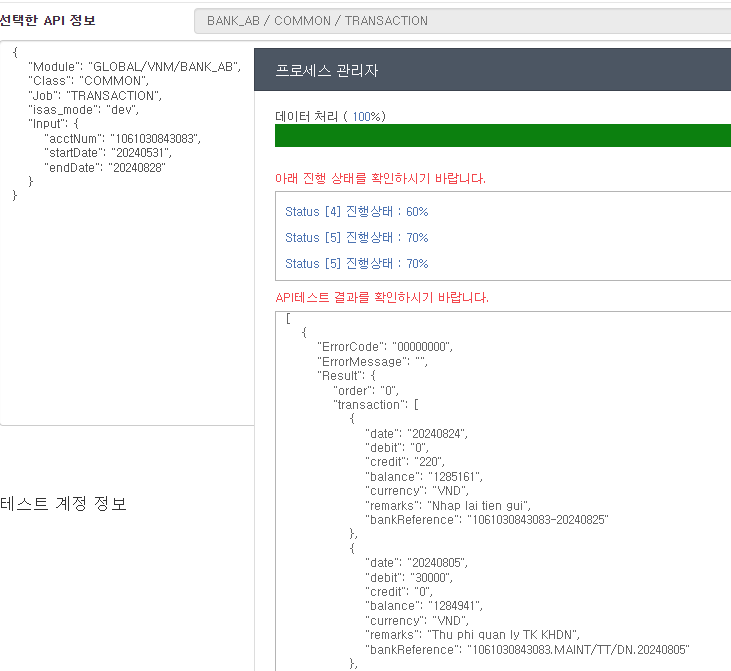 선택한 API 정보
BANK_AB / COMMON / TRANSACTION
{
"Module": "GLOBAL/VNM/BANK_AB",
"Class": "COMMON",
"Job": "TRANSACTION",
"isas_mode": "dev",
"Input": {
"acctNum": "1061030843083",
"startDate": "20240531",
"endDate": "20240828"
}
}
테스트 계정 정보
프로세스 관리자
데이터 처리 ( 100%)
아래 진행 상태를 확인하시기 바랍니다.
Status [4] 진행상태 : 60%
Status [5] 진행상태 : 70%
Status [5] 진행상태 : 70%
API테스트 결과를 확인하시기 바랍니다.
[
{
"ErrorCode": "00000000",
"ErrorMessage": "",
"Result": {
"order": "0",
"transaction": [
{
"date": "20240824",
"debit": "0",
"credit": "220",
"balance": "1285161",
"currency": "VND",
"remarks": "Nhap lai tien gui",
"bankReference": "1061030843083-20240825"
},
{
"date": "20240805",
"debit": "30000",
"credit": "0",
"balance": "1284941",
"currency": "VND",
"remarks": "Thu phi quan ly TK KHDN",
"bankReference": "1061030843083.MAINT/TT/DN.20240805"
},